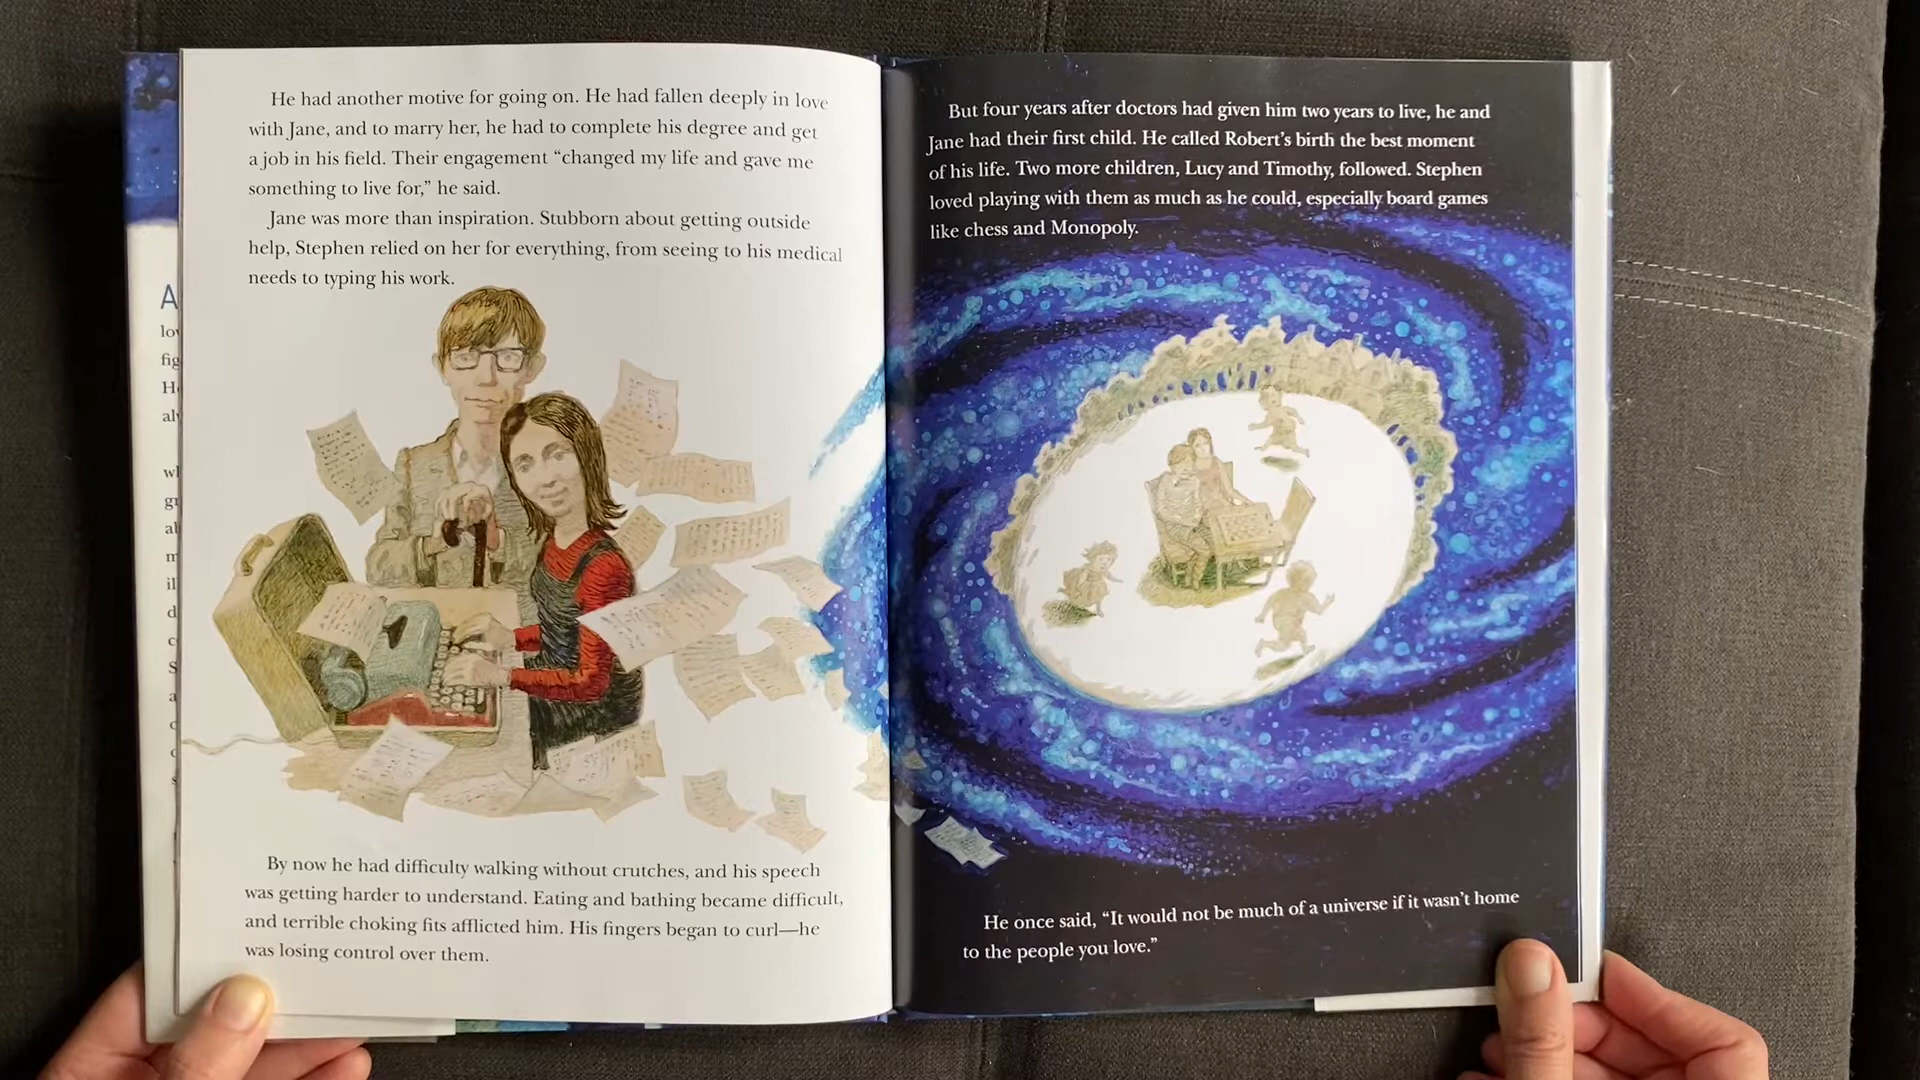 He had another motive for going on. He had fallen deeply in love
with Jane, and to marry her, he had to complete his degree and get
a job in his field. Their engagement “changed my life and gave me
something to live for,” he said.
Jane was more than inspiration. Stubborn about getting outside
help, Stephen relied on her for everything, from seeing to his medical
needs to typing his work.
By now he had difficulty walking without crutches, and his speech
was getting harder to understand. Eating and bathing became difficult,
and terrible choking fits afflicted him. His fingers began to curl—he
was losing control over them.
But four years after doctors had given him two years to live, he and
Jane had their first child. He called Robert’s birth the best moment
of his life. Two more children, Lucy and Timothy, followed. Stephen
loved playing with them as much as he could, especially board games
like chess and Monopoly.
He once said, “It would not be much of a universe if it wasn’t home
to the people you love.”